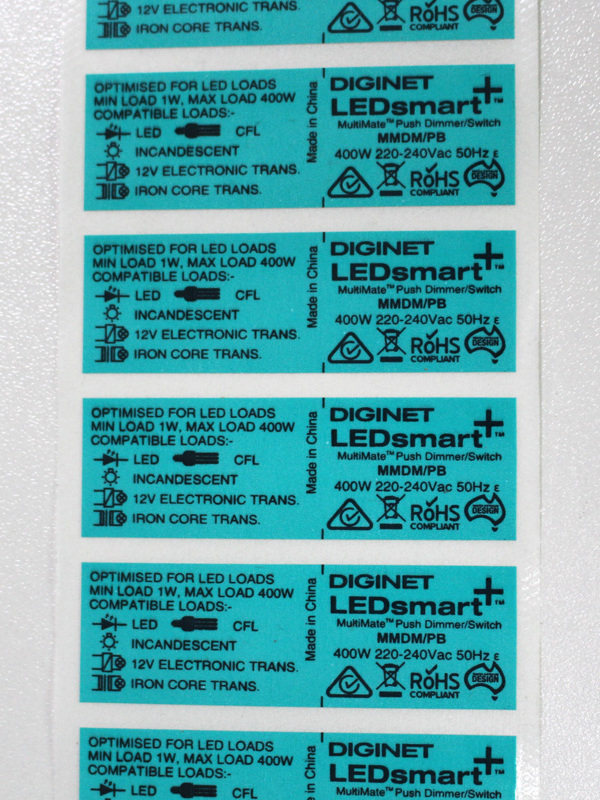 12V ELECTRONIC TRANS.
IRON CORE TRANS.
RoHS
COMPLIANT
DESIGN
OPTIMISED FOR LED LOADS
MIN LOAD 1W, MAX LOAD 400W
COMPATIBLE LOADS:-
LED CFL
INCANDESCENT
12V ELECTRONIC TRANS.
IRON CORE TRANS.
Made in China
DIGINET
LEDsmart+™
MultiMate™ Push Dimmer/Switch
MMDM/PB
400W 220-240Vac 50Hz ε
RoHS
COMPLIANT
DESIGN
OPTIMISED FOR LED LOADS
MIN LOAD 1W, MAX LOAD 400W
COMPATIBLE LOADS:-
LED CFL
INCANDESCENT
12V ELECTRONIC TRANS.
IRON CORE TRANS.
Made in China
DIGINET
LEDsmart+™
MultiMate™ Push Dimmer/Switch
MMDM/PB
400W 220-240Vac 50Hz ε
RoHS
COMPLIANT
DESIGN
OPTIMISED FOR LED LOADS
MIN LOAD 1W, MAX LOAD 400W
COMPATIBLE LOADS:-
LED CFL
INCANDESCENT
12V ELECTRONIC TRANS.
IRON CORE TRANS.
Made in China
DIGINET
LEDsmart+™
MultiMate™ Push Dimmer/Switch
MMDM/PB
400W 220-240Vac 50Hz ε
RoHS
COMPLIANT
DESIGN
OPTIMISED FOR LED LOADS
MIN LOAD 1W, MAX LOAD 400W
COMPATIBLE LOADS:-
LED CFL
INCANDESCENT
12V ELECTRONIC TRANS.
IRON CORE TRANS.
Made in China
DIGINET
LEDsmart+™
MultiMate™ Push Dimmer/Switch
MMDM/PB
400W 220-240Vac 50Hz ε
RoHS
COMPLIANT
DESIGN
OPTIMISED FOR LED LOADS
MIN LOAD 1W, MAX LOAD 400W
COMPATIBLE LOADS:-
LED CFL
DIGINET
LEDsmart+™
MultiMate™ Push Dimmer/Switch